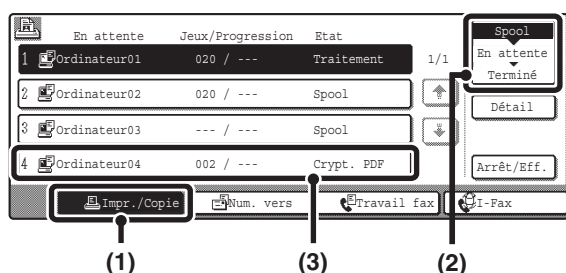 En attente Jeux/Progression Etat
1 Ordinateur01 020 / --- Traitement 1/1
2 Ordinateur02 020 / --- Spool
3 Ordinateur03 --- / --- Spool
4 Ordinateur04 002 / --- Crypt. PDF
Spool
En attente
Terminé
Détail
Arrêt/Eff.
Impr./Copie Num. vers Travail fax I-Fax
(1) (3) (2)